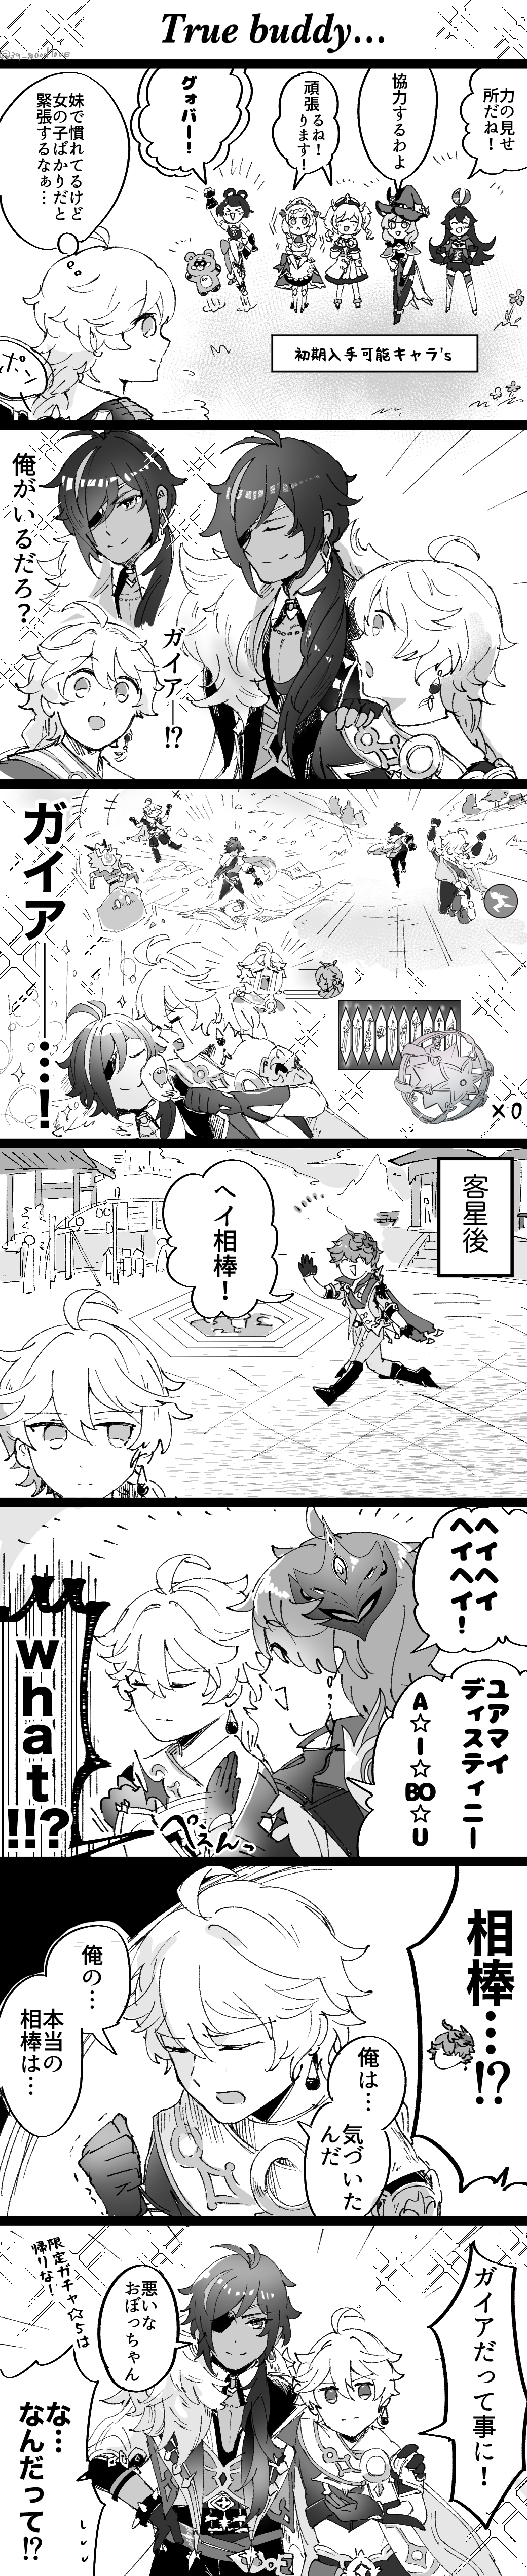 True buddy...
力の見せ
所だね!
協力するわよ
頑張るね!
ります!
グォバー!
妹で慣れてるけど
女の子ばかりだと
緊張するなぁ…
初期入手可能キャラ's
ポン
俺がいるだろ?
ガイアー!?
ガイアー…!
×0
客星後
ヘイ相棒!
ヘイヘイ
ヘイヘイ!
ユアマイ
ディスティニー
A☆I☆BO☆U
what!!?
相棒…!?
俺は…
気づいた
んだ
俺の…
本当の
相棒は…
ガイアだって事に!
悪いな
おぼっちゃん
限定ガチャ☆5は
帰りな!
な…
なんだって!?